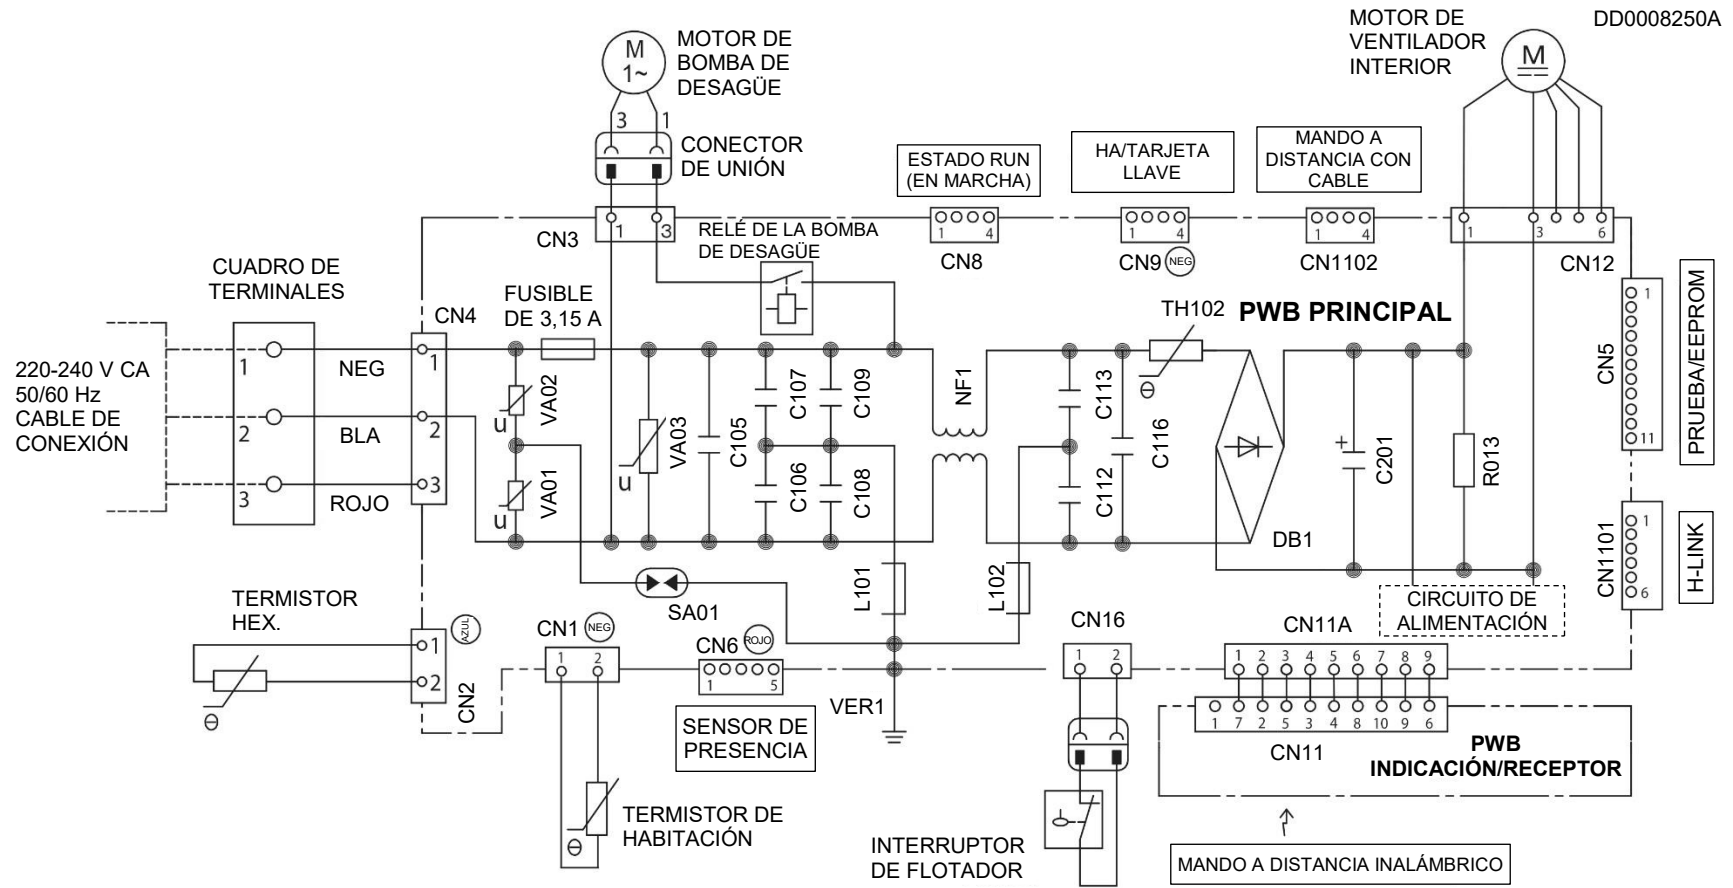 DD0008250A
MOTOR DE
VENTILADOR
INTERIOR
M
M
1~
MOTOR DE
BOMBA DE
DESAGÜE
3
1
CONECTOR
DE UNIÓN
ESTADO RUN
(EN MARCHA)
HA/TARJETA
LLAVE
MANDO A
DISTANCIA CON
CABLE
CN3
1
3
RELÉ DE LA BOMBA
DE DESAGÜE
1 4
CN8
1 4
CN9 NEG
1 4
CN1102
1 3 6
CN12
CUADRO DE
TERMINALES
CN4
FUSIBLE
DE 3,15 A
TH102
PWB PRINCIPAL
220-240 V CA
50/60 Hz
CABLE DE
CONEXIÓN
1
NEG
1
2
BLA
2
3
ROJO
3
VA02
u
VA01
u
VA03
u
C105
C107
C109
C106
C108
NF1
C113
C112
C116
θ
DB1
+
C201
R013
CN5
1
11
PRUEBA/EEPROM
CN1101
1
6
H-LINK
CIRCUITO DE
ALIMENTACIÓN
SA01
L101
L102
TERMISTOR
HEX.
θ
1
2
AZUL
CN2
CN1 NEG
1 2
CN6 ROJO
1 5
SENSOR DE
PRESENCIA
VER1
CN16
1 2
CN11A
1 2 3 4 5 6 7 8 9
1 7 2 5 3 4 8 10 9 6
CN11
PWB
INDICACIÓN/RECEPTOR
θ
TERMISTOR DE
HABITACIÓN
INTERRUPTOR
DE FLOTADOR
MANDO A DISTANCIA INALÁMBRICO